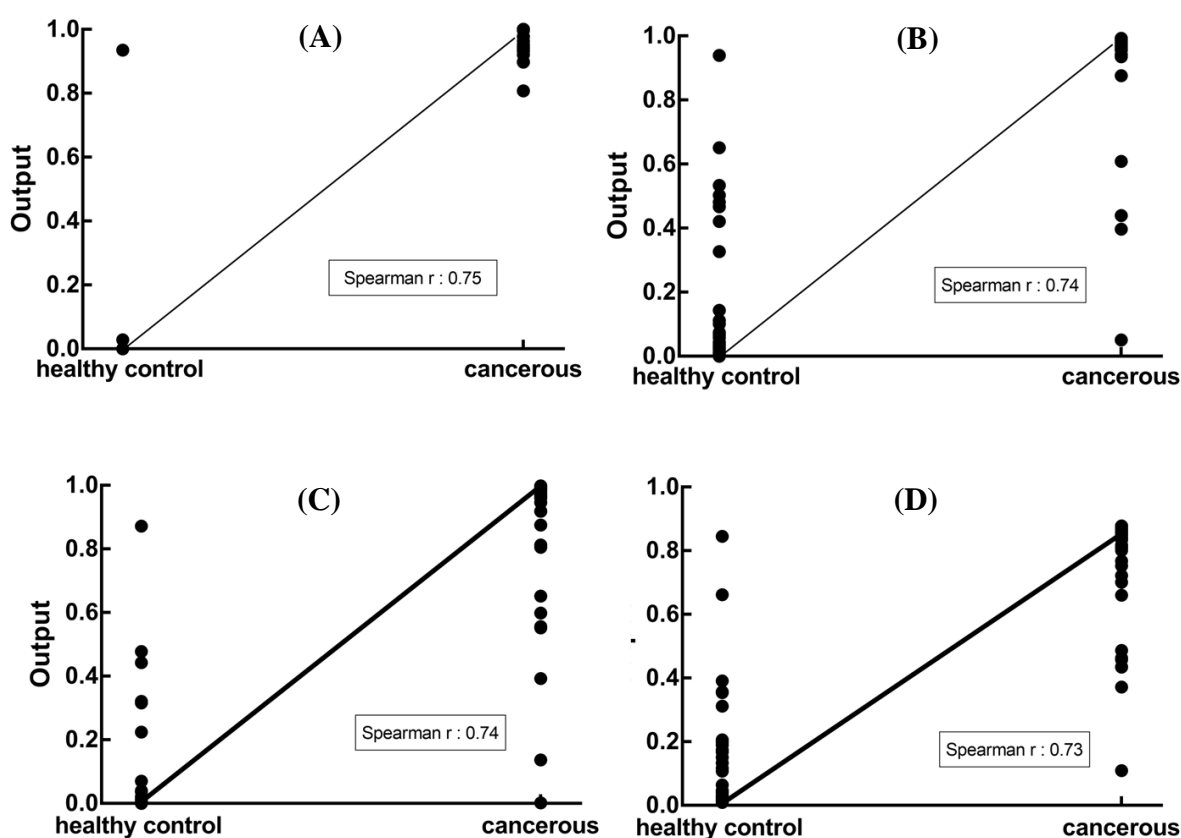 (A)
1.0
0.8
0.6
0.4
0.2
0.0
Output
Spearman r : 0.75
healthy control
cancerous
(B)
1.0
0.8
0.6
0.4
0.2
0.0
Output
Spearman r : 0.74
healthy control
cancerous
(C)
1.0
0.8
0.6
0.4
0.2
0.0
Output
Spearman r : 0.74
healthy control
cancerous
(D)
1.0
0.8
0.6
0.4
0.2
0.0
Spearman r : 0.73
healthy control
cancerous